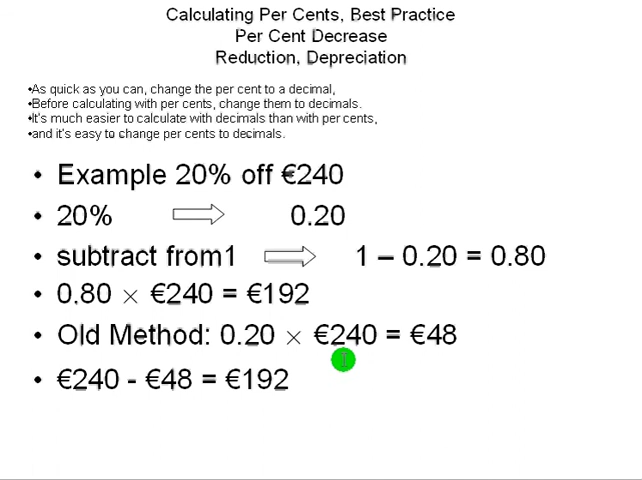 Calculating Per Cents, Best Practice
Per Cent Decrease
Reduction, Depreciation
•As quick as you can, change the per cent to a decimal,
•Before calculating with per cents, change them to decimals.
•It's much easier to calculate with decimals than with per cents,
•and it's easy to change per cents to decimals.
• Example 20% off €240
• 20% ⇨ 0.20
• subtract from1 ⇨ 1 – 0.20 = 0.80
• 0.80 × €240 = €192
• Old Method: 0.20 × €240 = €48
• €240 - €48 = €192